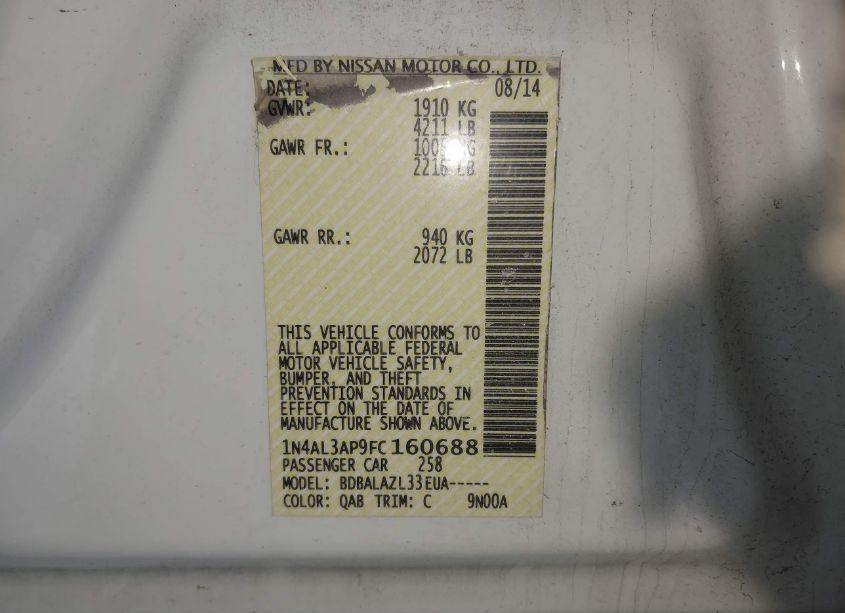 MFD BY NISSAN MOTOR CO., LTD.
DATE: 08/14
GVWR: 1910 KG
4211 LB
GAWR FR.: KG
2216 LB
GAWR RR.: 940 KG
2072 LB
THIS VEHICLE CONFORMS TO
ALL APPLICABLE FEDERAL
MOTOR VEHICLE SAFETY,
BUMPER, AND THEFT
PREVENTION STANDARDS IN
EFFECT ON THE DATE OF
MANUFACTURE SHOWN ABOVE.
1N4AL3AP9FC160688
PASSENGER CAR 258
MODEL: BDBALAZL33EUA-----
COLOR: QAB TRIM: C 9N00A